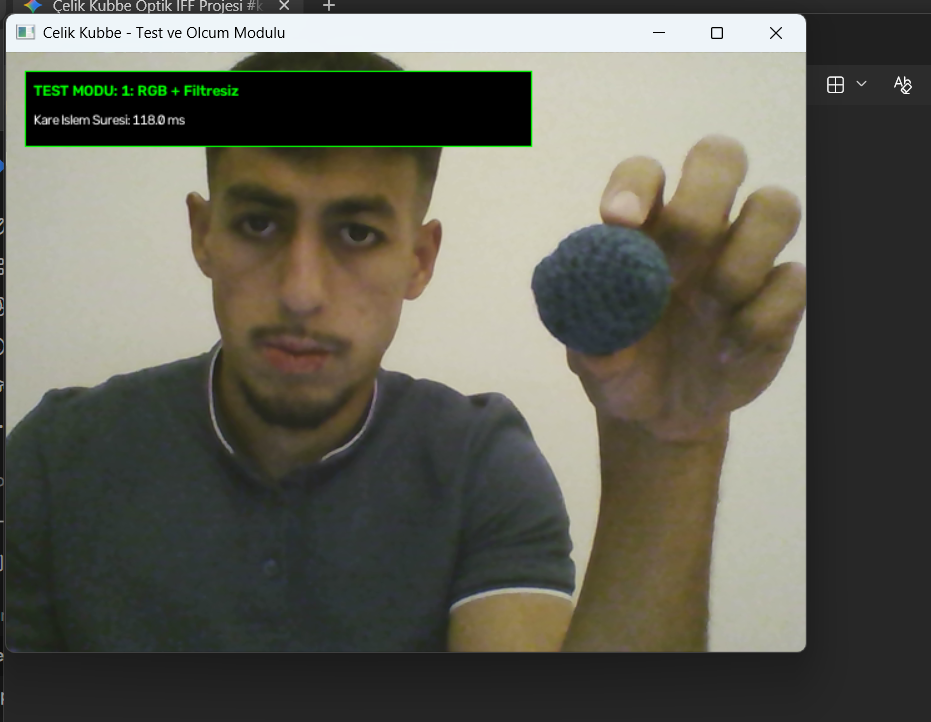 Çelik Kubbe Optik IFF Projesi #k
Celik Kubbe - Test ve Olcum Modulu
TEST MODU: 1: RGB + Filtresiz
Kare Islem Suresi: 118.0 ms